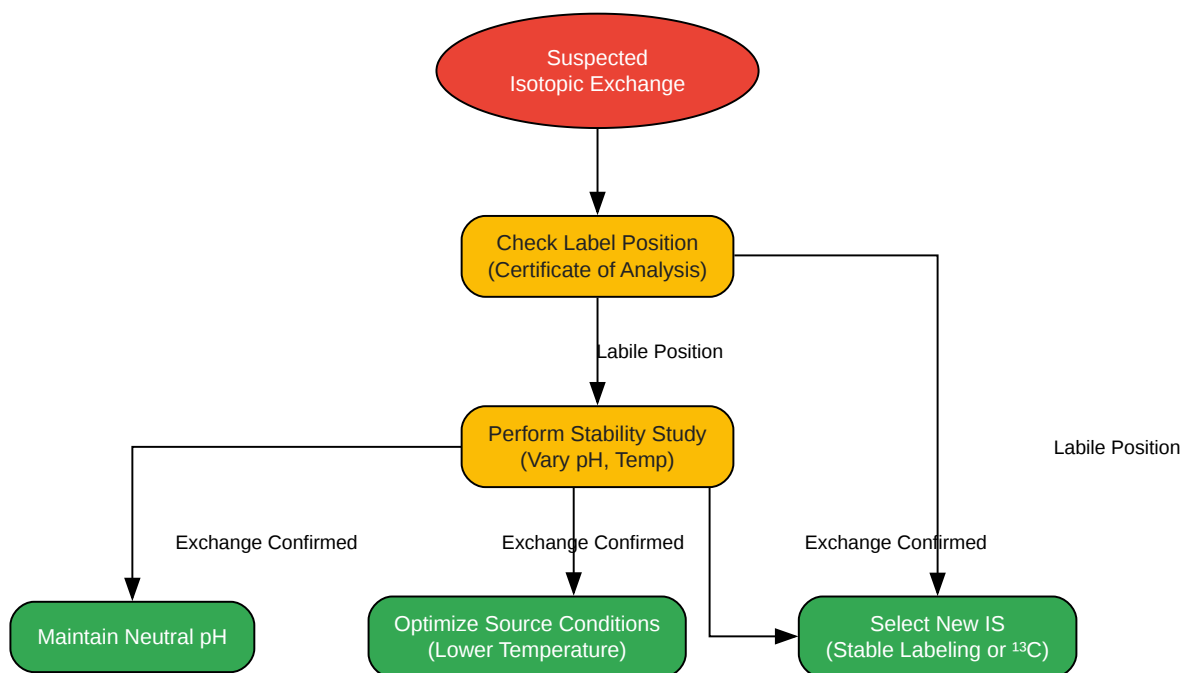 Suspected
Isotopic Exchange
Check Label Position
(Certificate of Analysis)
Labile Position
Perform Stability Study
(Vary pH, Temp)
Labile Position
Exchange Confirmed
Exchange Confirmed
Exchange Confirmed
Maintain Neutral pH
Optimize Source Conditions
(Lower Temperature)
Select New IS
(Stable Labeling or ¹³C)